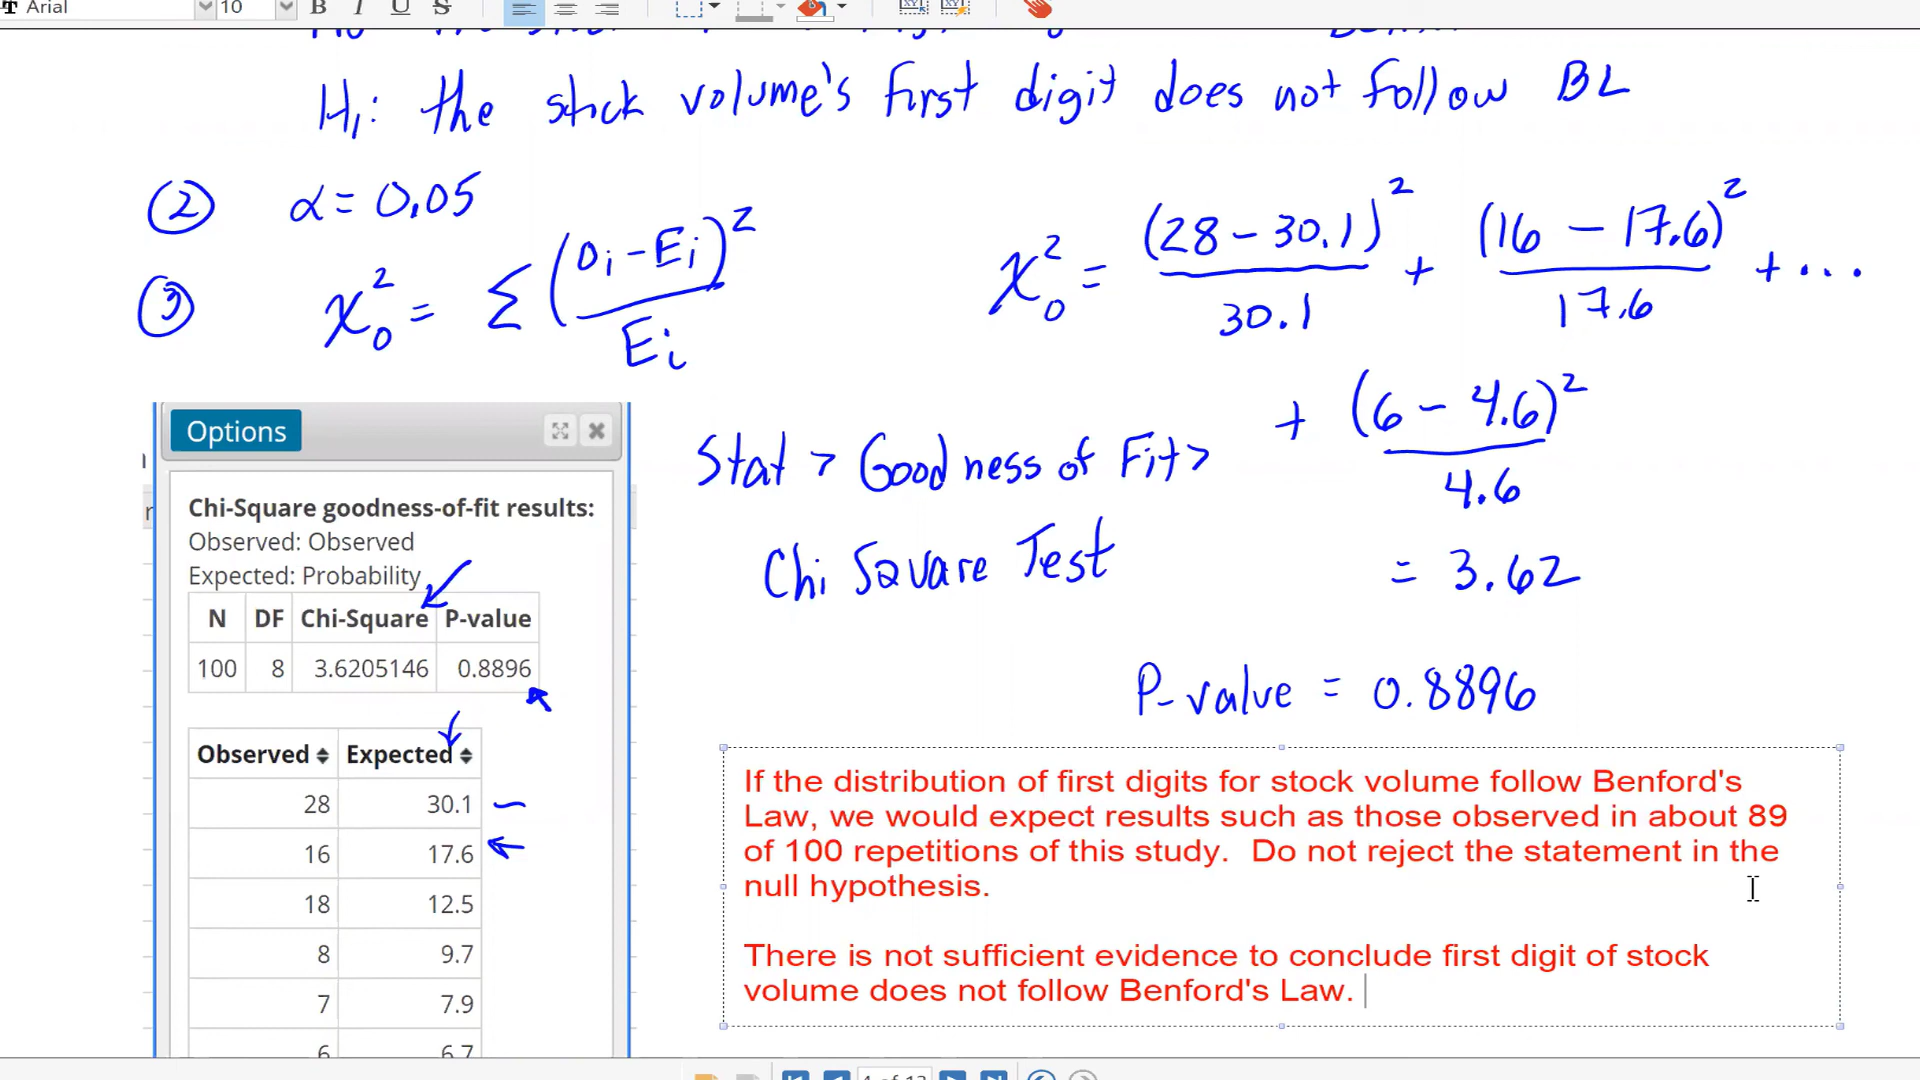 Arial 10 B I U S
H₁: the stock volume's first digit does not follow BL
② α = 0.05
③ χ₀² = Σ (Oᵢ - Eᵢ)² / Eᵢ
χ₀² = (28 - 30.1)² / 30.1 + (16 - 17.6)² / 17.6 + ...
+ (6 - 4.6)² / 4.6
= 3.62
Stat > Goodness of Fit >
Chi Square Test
P-value = 0.8896
Options
Chi-Square goodness-of-fit results:
Observed: Observed
Expected: Probability
N DF Chi-Square P-value
100 8 3.6205146 0.8896
Observed Expected
28 30.1
16 17.6
18 12.5
8 9.7
7 7.9
6 6.7
If the distribution of first digits for stock volume follow Benford's
Law, we would expect results such as those observed in about 89
of 100 repetitions of this study. Do not reject the statement in the
null hypothesis.
There is not sufficient evidence to conclude first digit of stock
volume does not follow Benford's Law.
4 of 13